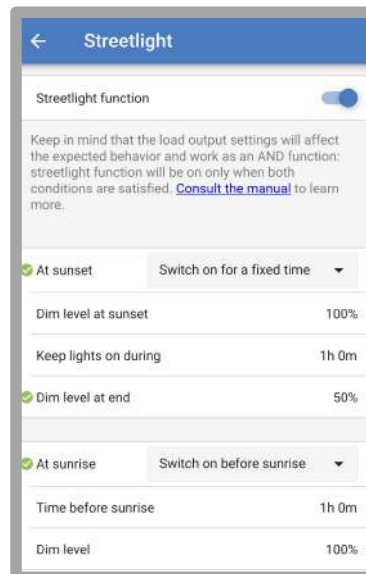 Streetlight
Streetlight function
Keep in mind that the load output settings will affect
the expected behavior and work as an AND function:
streetlight function will be on only when both
conditions are satisfied. Consult the manual to learn
more.
At sunset Switch on for a fixed time
Dim level at sunset 100%
Keep lights on during 1h 0m
Dim level at end 50%
At sunrise Switch on before sunrise
Time before sunrise 1h 0m
Dim level 100%